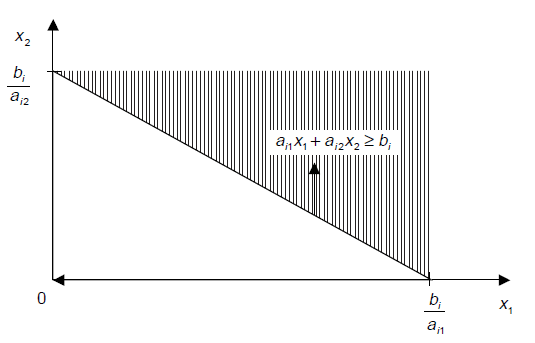 x₂
bᵢ
aᵢ₂
aᵢ₁x₁ + aᵢ₂x₂ ≥ bᵢ
0
bᵢ
aᵢ₁
x₁